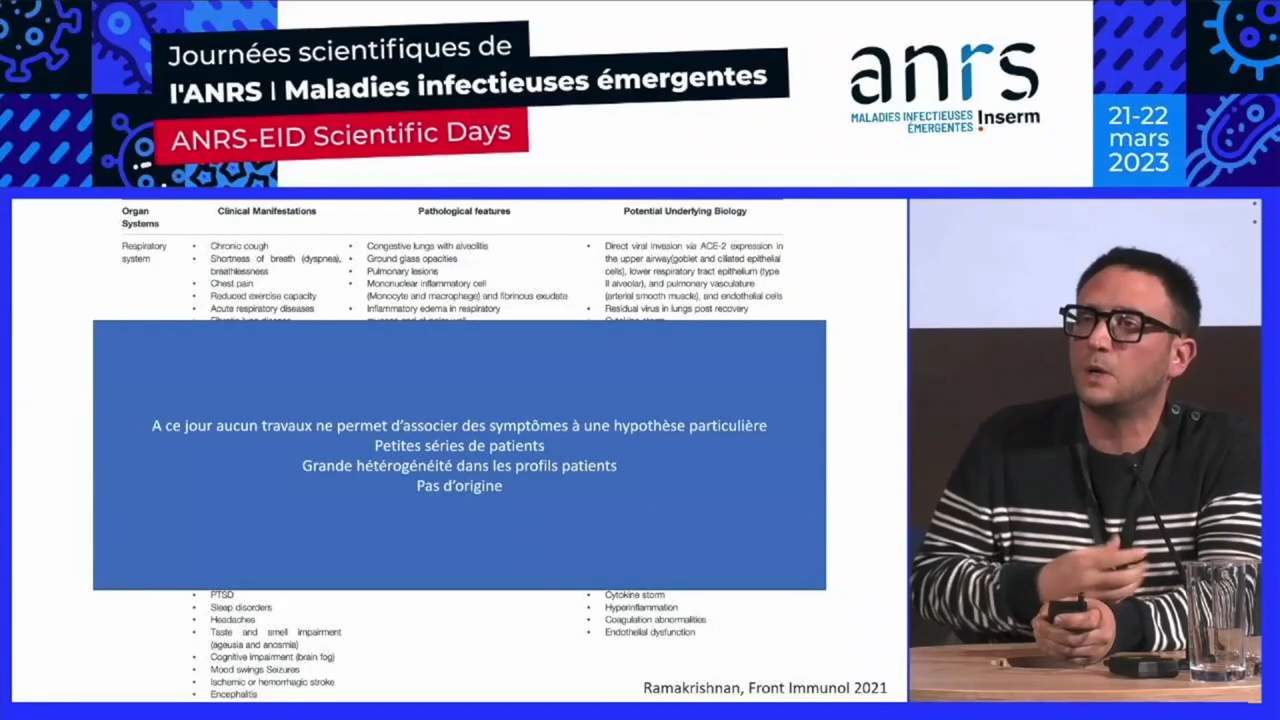 Journées scientifiques de
l'ANRS | Maladies infectieuses émergentes
ANRS-EID Scientific Days
anrs
MALADIES INFECTIEUSES
ÉMERGENTES
Inserm
21-22
mars
2023
Organ
Systems
Clinical Manifestations
Pathological features
Potential Underlying Biology
Respiratory
system
• Chronic cough
• Shortness of breath (dyspnea),
breathlessness
• Chest pain
• Reduced exercise capacity
• Acute respiratory diseases
• Congestive lungs with alveolitis
• Ground glass opacities
• Pulmonary lesions
• Mononuclear inflammatory cell
(Monocyte and macrophage) and fibrinous exudate
• Inflammatory edema in respiratory
• Direct viral invasion via ACE-2 expression in
the upper airway(goblet and ciliated epithelial
cells), lower respiratory tract epithelium (type
II alveolar), and pulmonary vasculature
(arterial smooth muscle), and endothelial cells
• Residual virus in lungs post recovery
A ce jour aucun travaux ne permet d'associer des symptômes à une hypothèse particulière
Petites séries de patients
Grande hétérogénéité dans les profils patients
Pas d'origine
• PTSD
• Sleep disorders
• Headaches
• Taste and smell impairment
(ageusia and anosmia)
• Cognitive impairment (brain fog)
• Mood swings Seizures
• Ischemic or hemorrhagic stroke
• Encephalitis
• Cytokine storm
• Hyperinflammation
• Coagulation abnormalities
• Endothelial dysfunction
Ramakrishnan, Front Immunol 2021